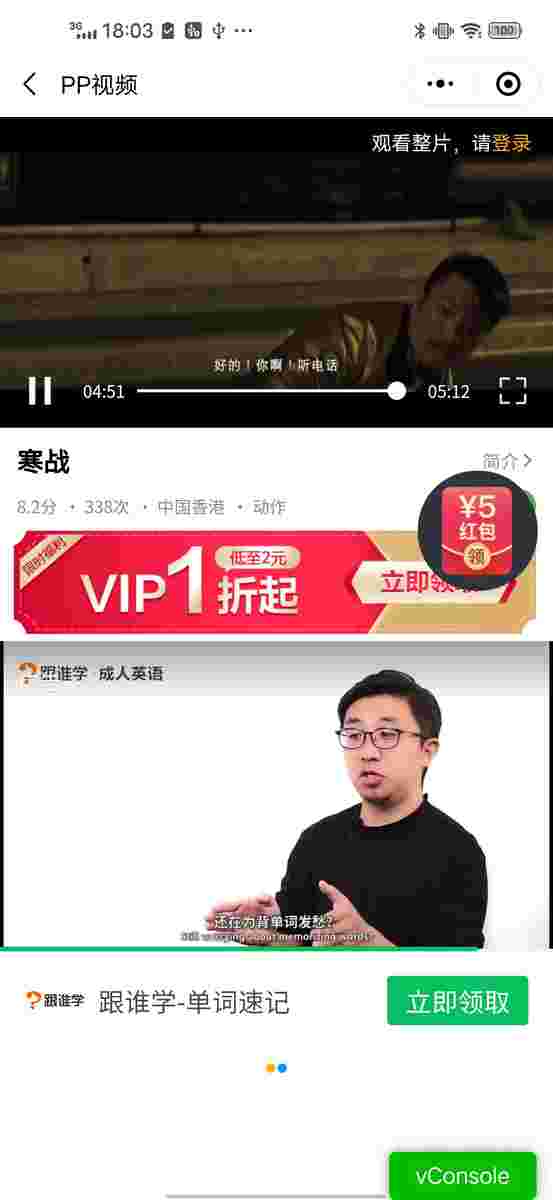 3G 18:03 100
PP视频
观看整片，请登录
好的！你啊！听电话
04:51 05:12
寒战
简介
8.2分 · 338次 · 中国香港 · 动作
¥5
红包
领
限时福利
VIP1折起
低至2元
立即领取
跟谁学 成人英语
还在为背单词发愁？
Still worrying about memorizing words?
跟谁学 跟谁学-单词速记
立即领取
vConsole